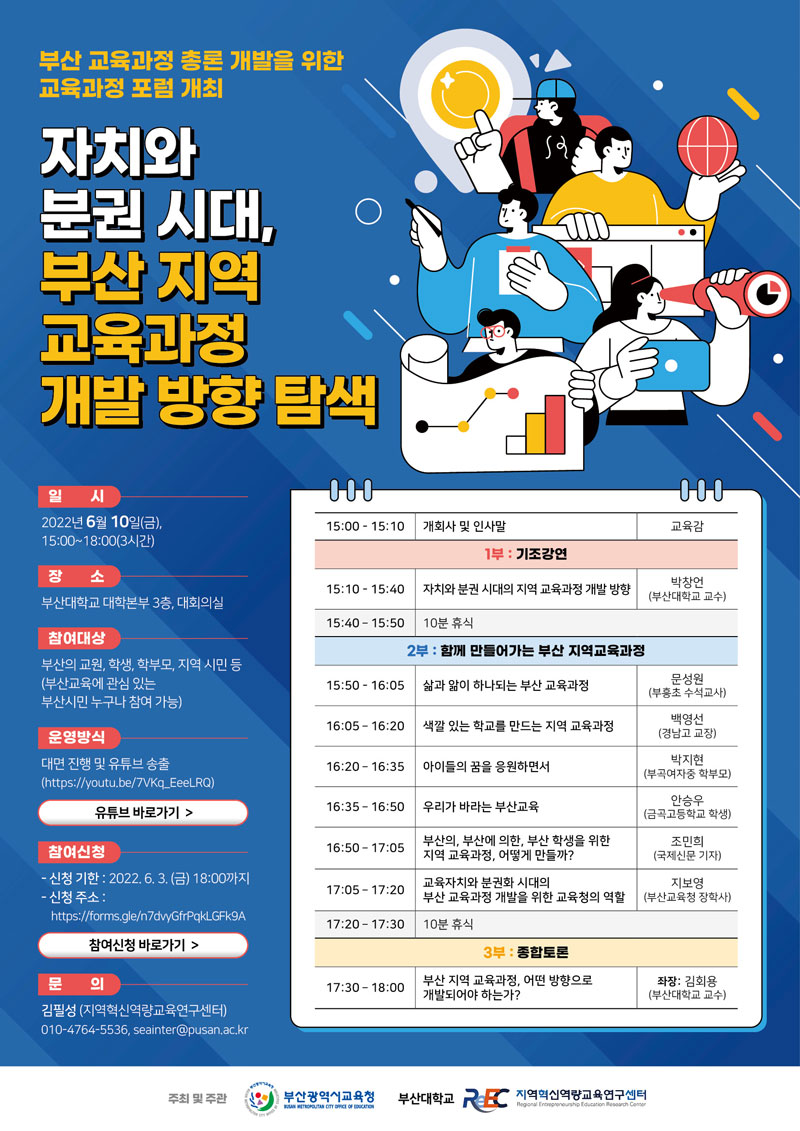 부산 교육과정 총론 개발을 위한
교육과정 포럼 개최
자치와
분권 시대,
부산 지역
교육과정
개발 방향 탐색
일 시
2022년 6월 10일(금),
15:00~18:00(3시간)
장 소
부산대학교 대학본부 3층, 대회의실
참여대상
부산의 교원, 학생, 학부모, 지역 시민 등
(부산교육에 관심 있는
부산시민 누구나 참여 가능)
운영방식
대면 진행 및 유튜브 송출
(https://youtu.be/7VKq_EeeLRQ)
유튜브 바로가기 >
참여신청
- 신청 기한 : 2022. 6. 3. (금) 18:00까지
- 신청 주소 :
https://forms.gle/n7dvyGfrPqkLGFk9A
참여신청 바로가기 >
문 의
김필성 (지역혁신역량교육연구센터)
010-4764-5536, seainter@pusan.ac.kr
15:00 - 15:10 개회사 및 인사말 교육감
1부 : 기조강연
15:10 - 15:40 자치와 분권 시대의 지역 교육과정 개발 방향 박창언
(부산대학교 교수)
15:40 - 15:50 10분 휴식
2부 : 함께 만들어가는 부산 지역교육과정
15:50 - 16:05 삶과 앎이 하나되는 부산 교육과정 문성원
(부흥초 수석교사)
16:05 - 16:20 색깔 있는 학교를 만드는 지역 교육과정 백영선
(경남고 교장)
16:20 - 16:35 아이들의 꿈을 응원하면서 박지현
(부곡여자중 학부모)
16:35 - 16:50 우리가 바라는 부산교육 안승우
(금곡고등학교 학생)
16:50 - 17:05 부산의, 부산에 의한, 부산 학생을 위한
지역 교육과정, 어떻게 만들까? 조민희
(국제신문 기자)
17:05 - 17:20 교육자치와 분권화 시대의
부산 교육과정 개발을 위한 교육청의 역할 지보영
(부산교육청 장학사)
17:20 - 17:30 10분 휴식
3부 : 종합토론
17:30 - 18:00 부산 지역 교육과정, 어떤 방향으로
개발되어야 하는가? 좌장: 김회용
(부산대학교 교수)
주최 및 주관
부산광역시교육청
BUSAN METROPOLITAN CITY OFFICE OF EDUCATION
부산대학교
ReEC
지역혁신역량교육연구센터
Regional Entrepreneurship Education Research Center